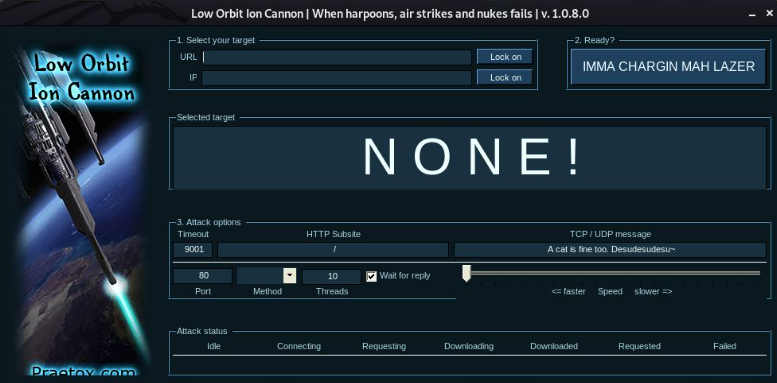 Low Orbit Ion Cannon | When harpoons, air strikes and nukes fails | v. 1.0.8.0
Low Orbit
Ion Cannon
1. Select your target
URL Lock on
IP Lock on
2. Ready?
IMMA CHARGIN MAH LAZER
Selected target
N O N E !
3. Attack options
Timeout HTTP Subsite TCP / UDP message
9001 / A cat is fine too. Desudesudesu~
80 10 Wait for reply
Port Method Threads <= faster Speed slower =>
Attack status
Idle Connecting Requesting Downloading Downloaded Requested Failed
Praetox.com